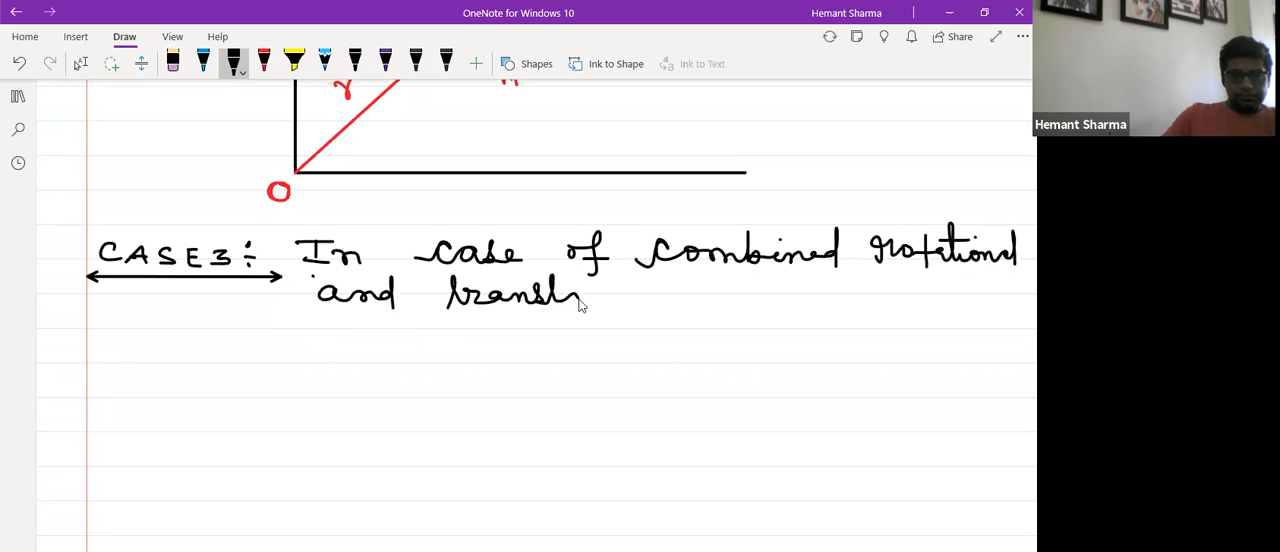 OneNote for Windows 10
Hemant Sharma
Home Insert Draw View Help
Share
Shapes Ink to Shape Ink to Text
r
Hemant Sharma
O
CASE 3÷ In case of combined rotational
and transl